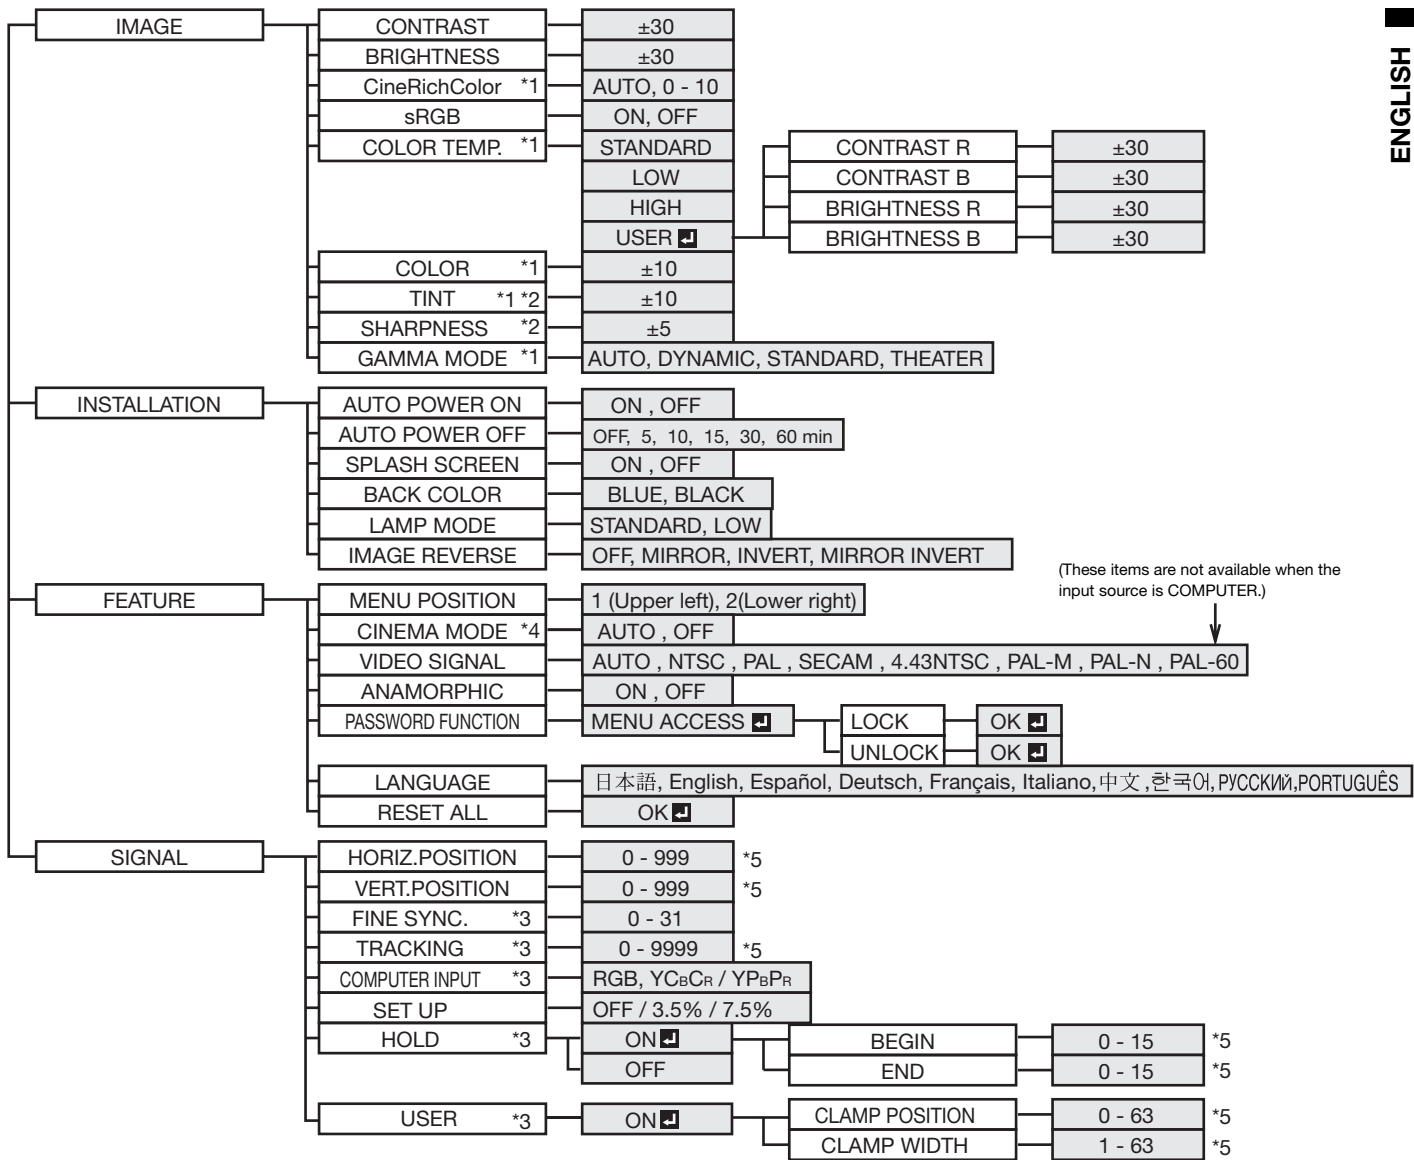 ENGLISH
IMAGE CONTRAST ±30
BRIGHTNESS ±30
CineRichColor *1 AUTO, 0 - 10
sRGB ON, OFF
COLOR TEMP. *1 STANDARD CONTRAST R ±30
LOW CONTRAST B ±30
HIGH BRIGHTNESS R ±30
USER BRIGHTNESS B ±30
COLOR *1 ±10
TINT *1 *2 ±10
SHARPNESS *2 ±5
GAMMA MODE *1 AUTO, DYNAMIC, STANDARD, THEATER
INSTALLATION AUTO POWER ON ON , OFF
AUTO POWER OFF OFF, 5, 10, 15, 30, 60 min
SPLASH SCREEN ON , OFF
BACK COLOR BLUE, BLACK
LAMP MODE STANDARD, LOW
IMAGE REVERSE OFF, MIRROR, INVERT, MIRROR INVERT
(These items are not available when the
input source is COMPUTER.)
FEATURE MENU POSITION 1 (Upper left), 2(Lower right)
CINEMA MODE *4 AUTO , OFF
VIDEO SIGNAL AUTO , NTSC , PAL , SECAM , 4.43NTSC , PAL-M , PAL-N , PAL-60
ANAMORPHIC ON , OFF
PASSWORD FUNCTION MENU ACCESS LOCK OK
UNLOCK OK
LANGUAGE 日本語, English, Español, Deutsch, Français, Italiano,中文,한국어,РУССКИЙ,PORTUGUÊS
RESET ALL OK
SIGNAL HORIZ.POSITION 0 - 999 *5
VERT.POSITION 0 - 999 *5
FINE SYNC. *3 0 - 31
TRACKING *3 0 - 9999 *5
COMPUTER INPUT *3 RGB, YCBCR / YPBPR
SET UP OFF / 3.5% / 7.5%
HOLD *3 ON BEGIN 0 - 15 *5
OFF END 0 - 15 *5
USER *3 ON CLAMP POSITION 0 - 63 *5
CLAMP WIDTH 1 - 63 *5